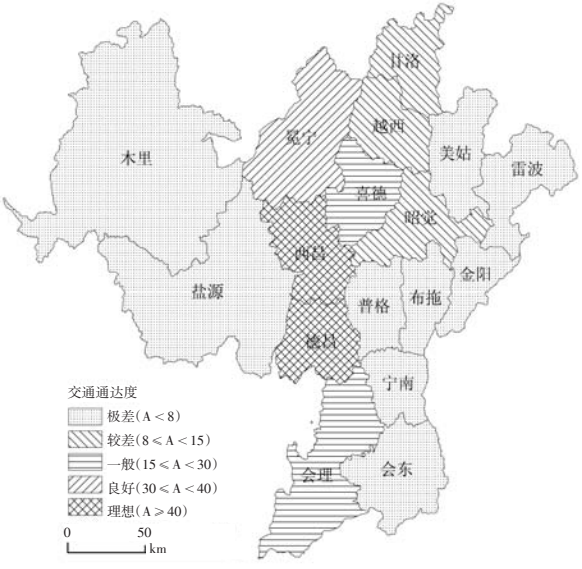 甘洛
越西
冕宁
美姑
木里
雷波
喜德
昭觉
西昌
金阳
盐源
普格
布拖
德昌
宁南
会理
会东
交通通达度
极差(A<8)
较差(8≤A<15)
一般(15≤A<30)
良好(30≤A<40)
理想(A≥40)
0 50
km